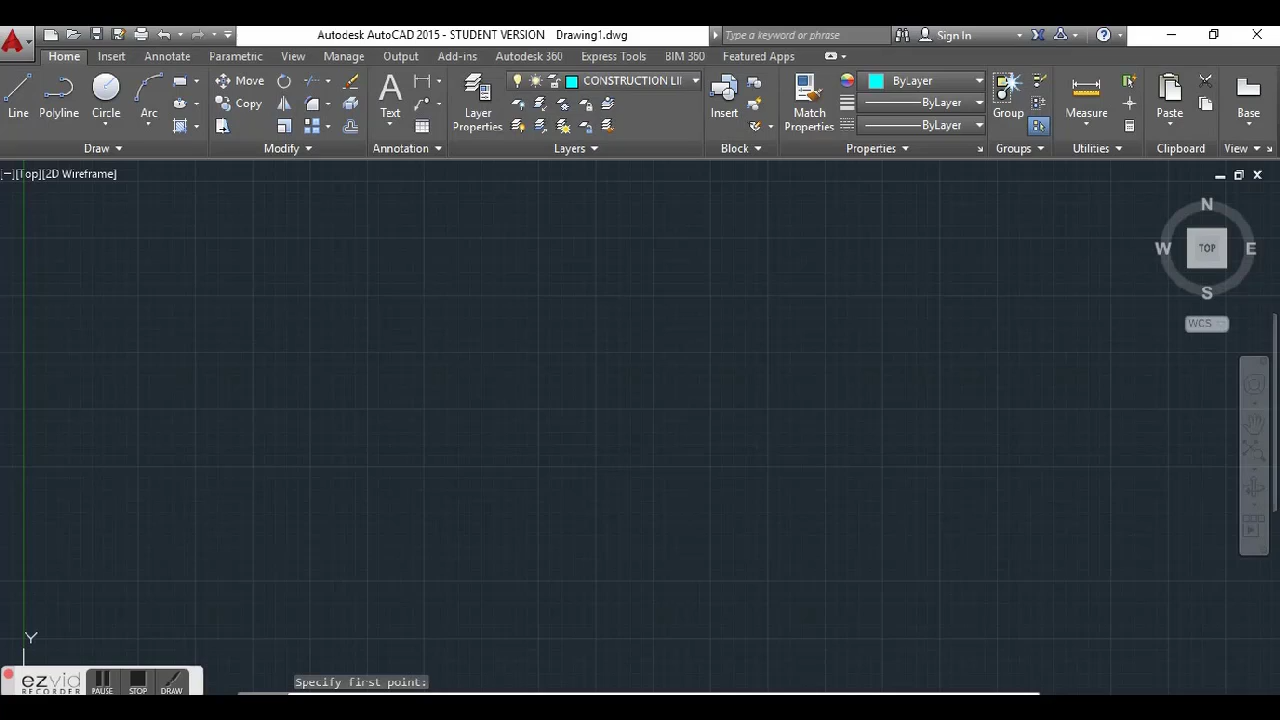 Autodesk AutoCAD 2015 - STUDENT VERSION Drawing1.dwg
Type a keyword or phrase
Sign In
Home Insert Annotate Parametric View Manage Output Add-ins Autodesk 360 Express Tools BIM 360 Featured Apps
Line
Polyline
Circle
Arc
Draw
Move
Copy
Modify
Text
Annotation
Layer
Properties
CONSTRUCTION LI
Layers
Insert
Block
Match
Properties
ByLayer
ByLayer
ByLayer
Properties
Group
Groups
Measure
Utilities
Paste
Clipboard
Base
View
[−][Top][2D Wireframe]
N
W
TOP
E
S
WCS
Y
ezvid
RECORDER
PAUSE
STOP
DRAW
Specify first point: